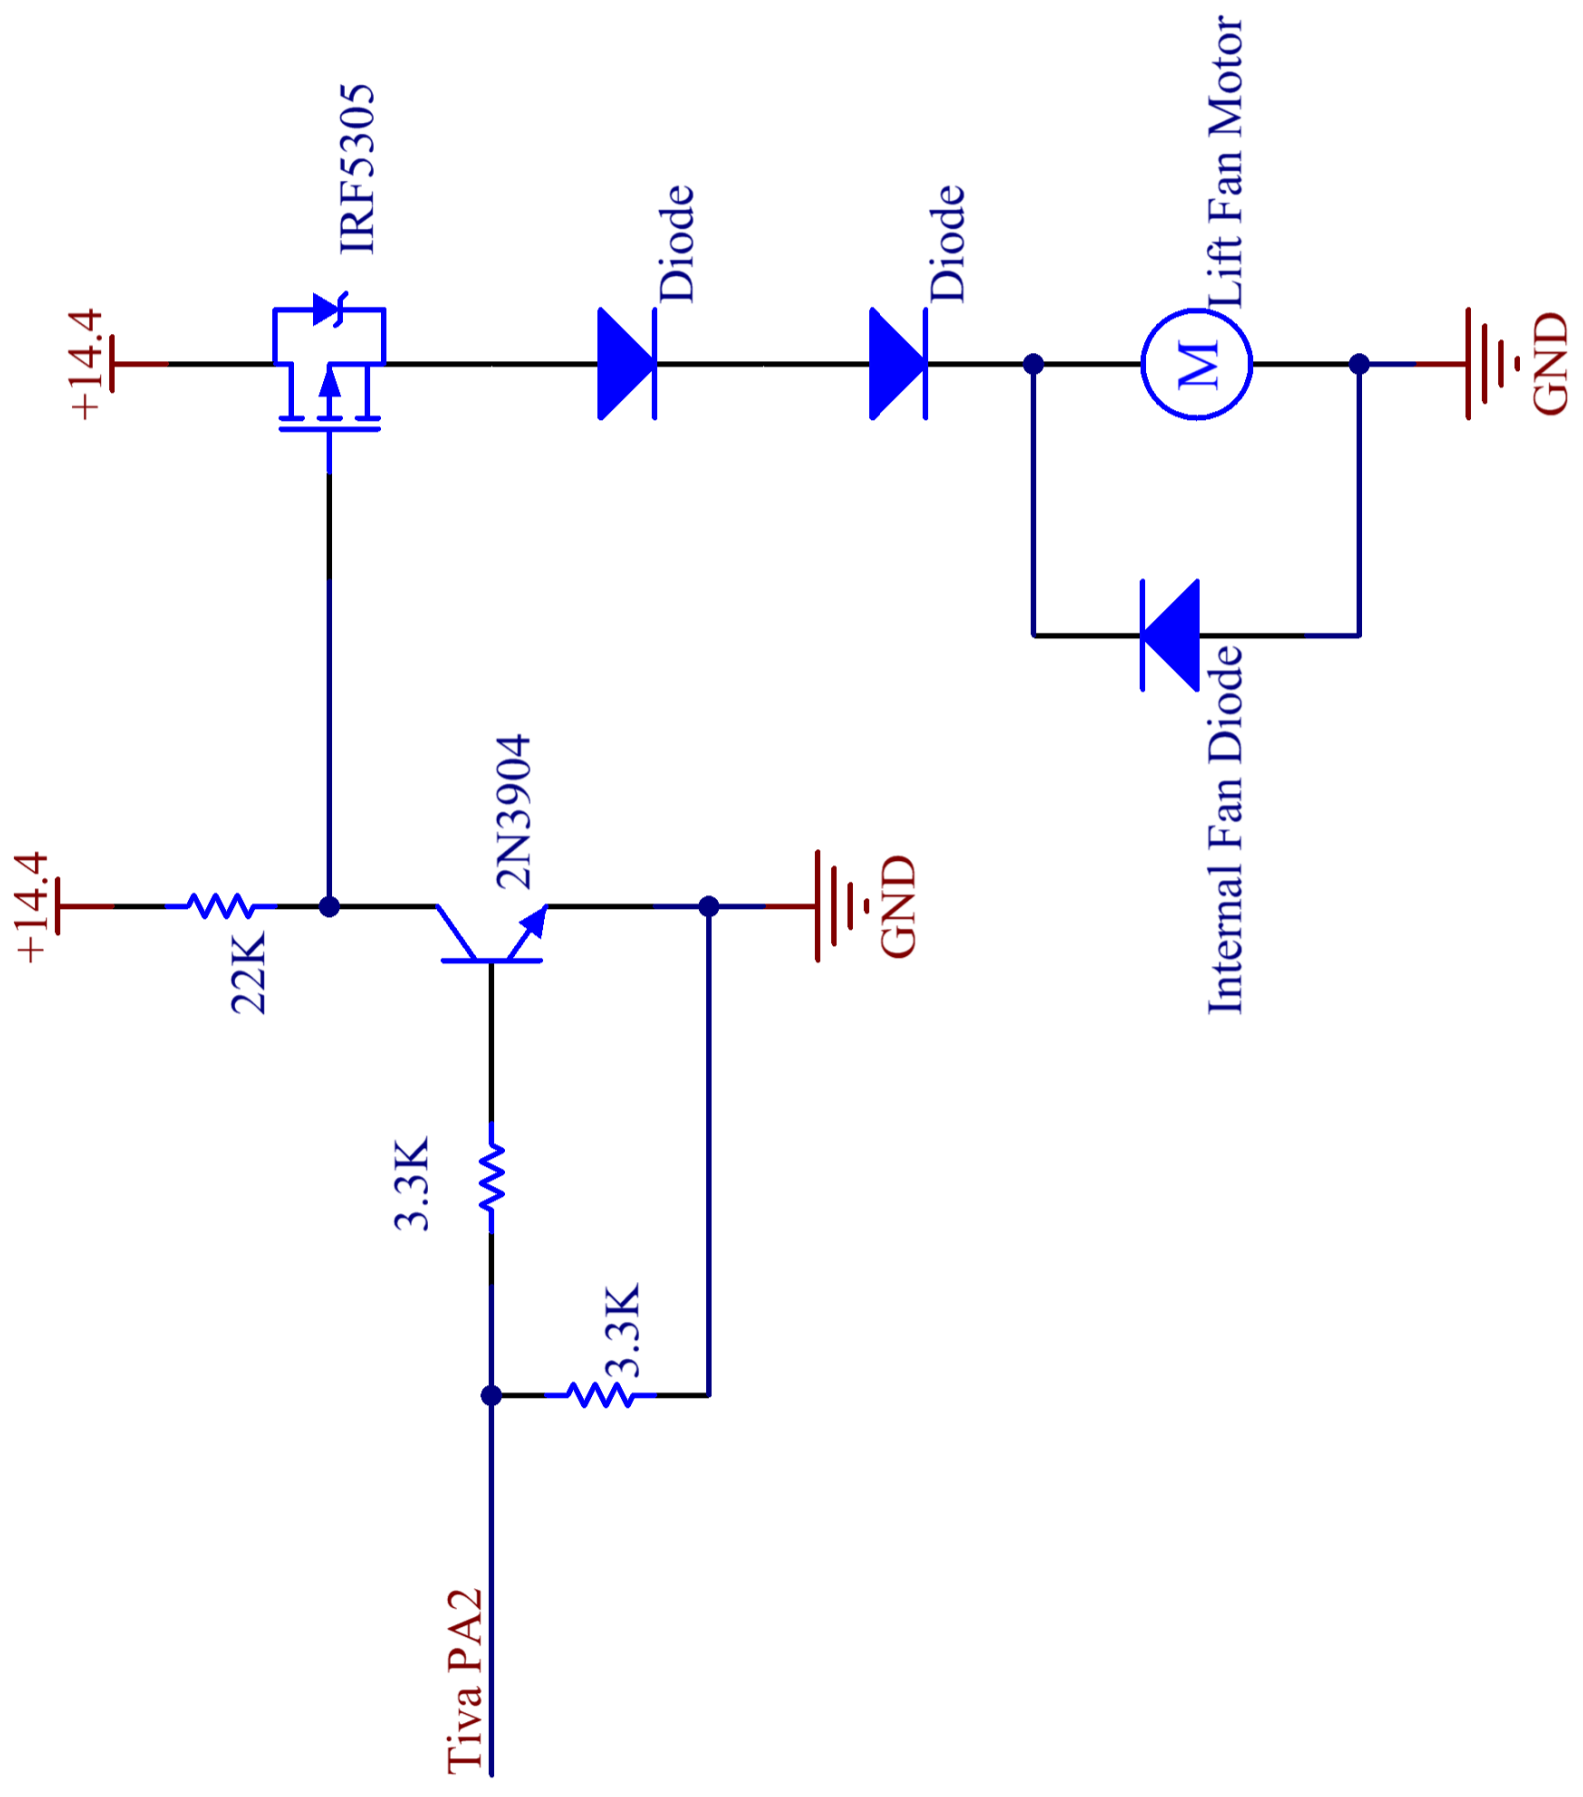 +14.4
IRF5305
Diode
Diode
Lift Fan Motor
M
GND
+14.4
22K
2N3904
GND
Internal Fan Diode
3.3K
3.3K
Tiva PA2